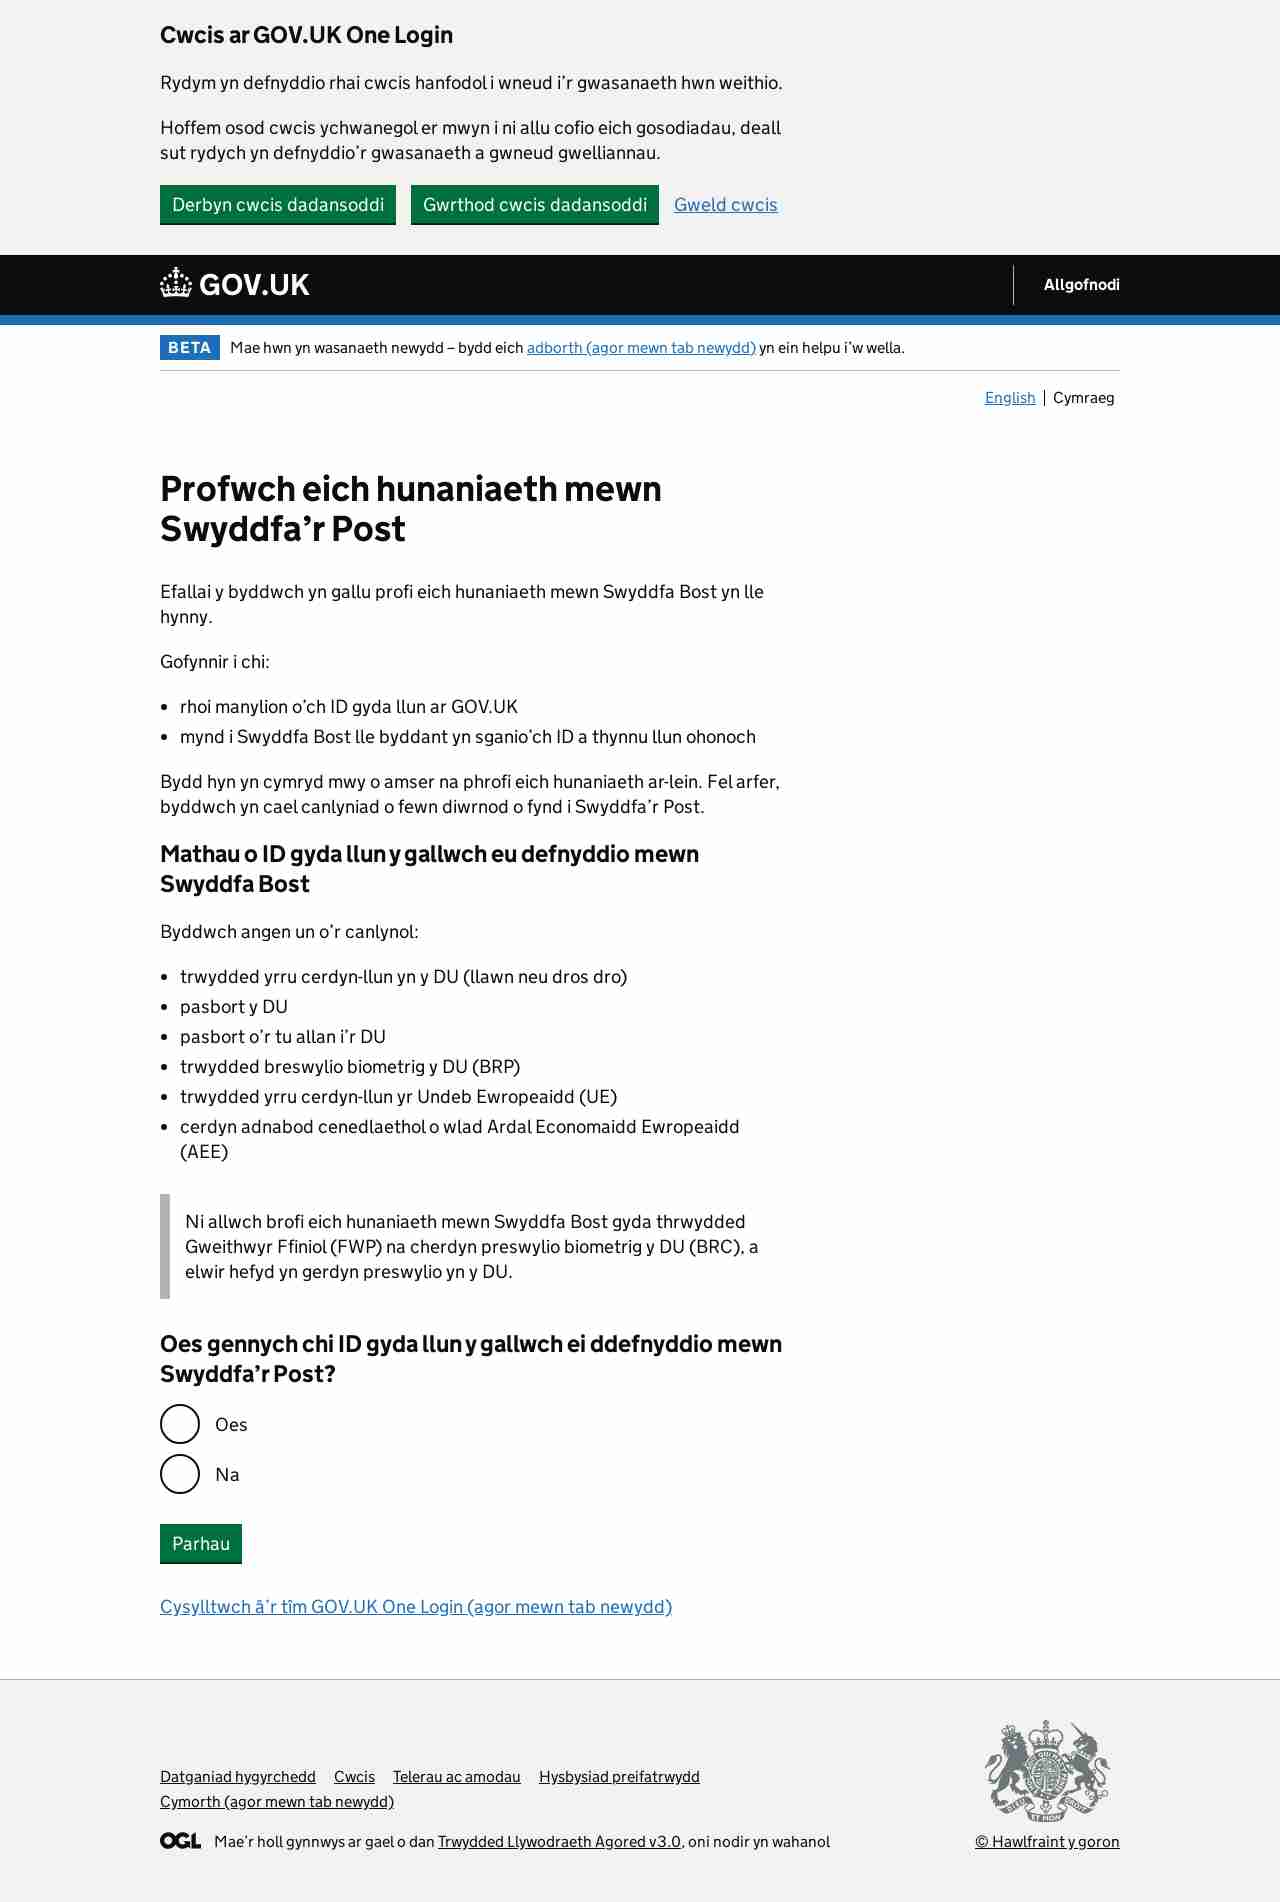 Cwcis ar GOV.UK One Login
Rydym yn defnyddio rhai cwcis hanfodol i wneud i’r gwasanaeth hwn weithio.
Hoffem osod cwcis ychwanegol er mwyn i ni allu cofio eich gosodiadau, deall
sut rydych yn defnyddio’r gwasanaeth a gwneud gwelliannau.
Derbyn cwcis dadansoddi Gwrthod cwcis dadansoddi Gweld cwcis
GOV.UK Allgofnodi
BETA Mae hwn yn wasanaeth newydd – bydd eich adborth (agor mewn tab newydd) yn ein helpu i’w wella.
English Cymraeg
Profwch eich hunaniaeth mewn
Swyddfa’r Post
Efallai y byddwch yn gallu profi eich hunaniaeth mewn Swyddfa Bost yn lle
hynny.
Gofynnir i chi:
• rhoi manylion o’ch ID gyda llun ar GOV.UK
• mynd i Swyddfa Bost lle byddant yn sganio’ch ID a thynnu llun ohonoch
Bydd hyn yn cymryd mwy o amser na phrofi eich hunaniaeth ar-lein. Fel arfer,
byddwch yn cael canlyniad o fewn diwrnod o fynd i Swyddfa’r Post.
Mathau o ID gyda llun y gallwch eu defnyddio mewn
Swyddfa Bost
Byddwch angen un o’r canlynol:
• trwydded yrru cerdyn-llun yn y DU (llawn neu dros dro)
• pasbort y DU
• pasbort o’r tu allan i’r DU
• trwydded breswylio biometrig y DU (BRP)
• trwydded yrru cerdyn-llun yr Undeb Ewropeaidd (UE)
• cerdyn adnabod cenedlaethol o wlad Ardal Economaidd Ewropeaidd
(AEE)
Ni allwch brofi eich hunaniaeth mewn Swyddfa Bost gyda thrwydded
Gweithwyr Ffiniol (FWP) na cherdyn preswylio biometrig y DU (BRC), a
elwir hefyd yn gerdyn preswylio yn y DU.
Oes gennych chi ID gyda llun y gallwch ei ddefnyddio mewn
Swyddfa’r Post?
Oes
Na
Parhau
Cysylltwch â’r tîm GOV.UK One Login (agor mewn tab newydd)
Datganiad hygyrchedd Cwcis Telerau ac amodau Hysbysiad preifatrwydd
Cymorth (agor mewn tab newydd)
OGL Mae’r holl gynnwys ar gael o dan Trwydded Llywodraeth Agored v3.0, oni nodir yn wahanol
© Hawlfraint y goron